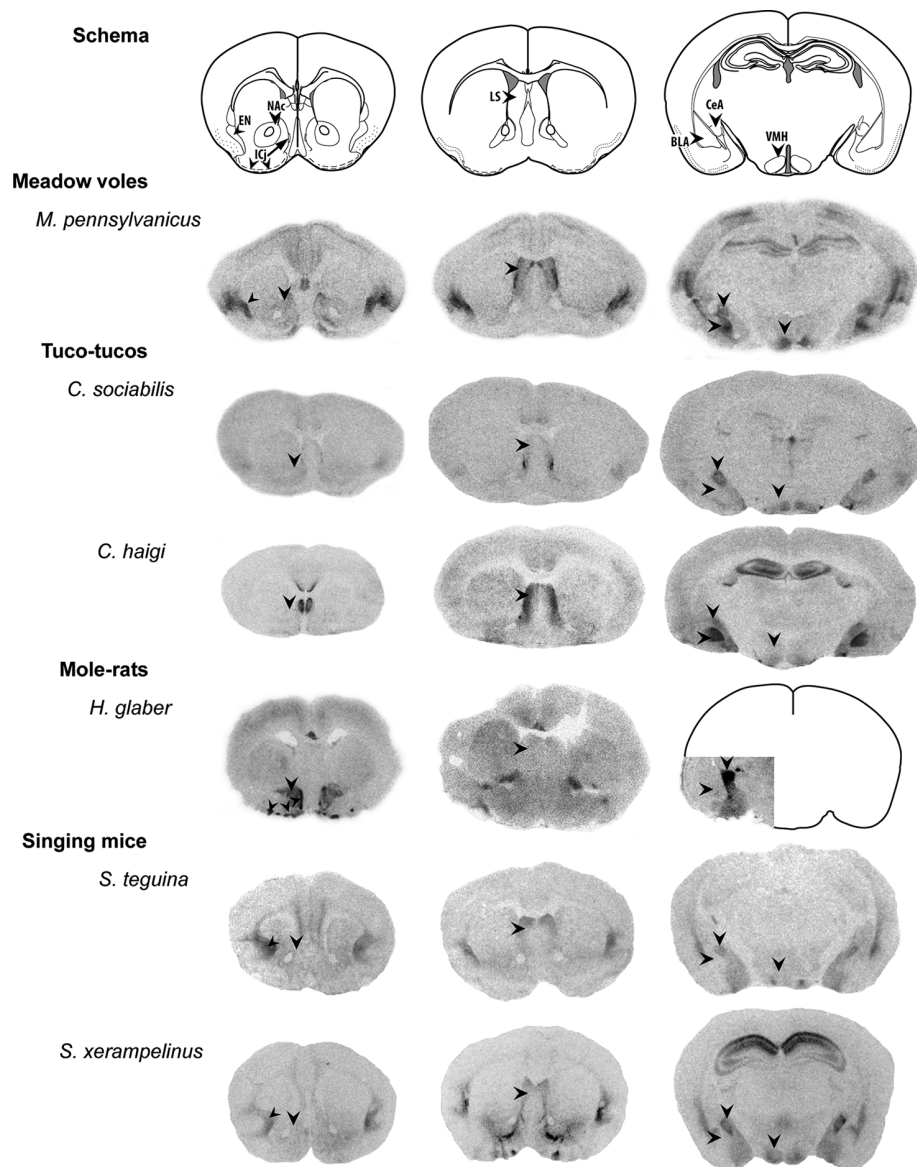 Schema
NAc
EN
ICj
LS
CeA
BLA
VMH
Meadow voles
M. pennsylvanicus
Tuco-tucos
C. sociabilis
C. haigi
Mole-rats
H. glaber
Singing mice
S. teguina
S. xerampelinus